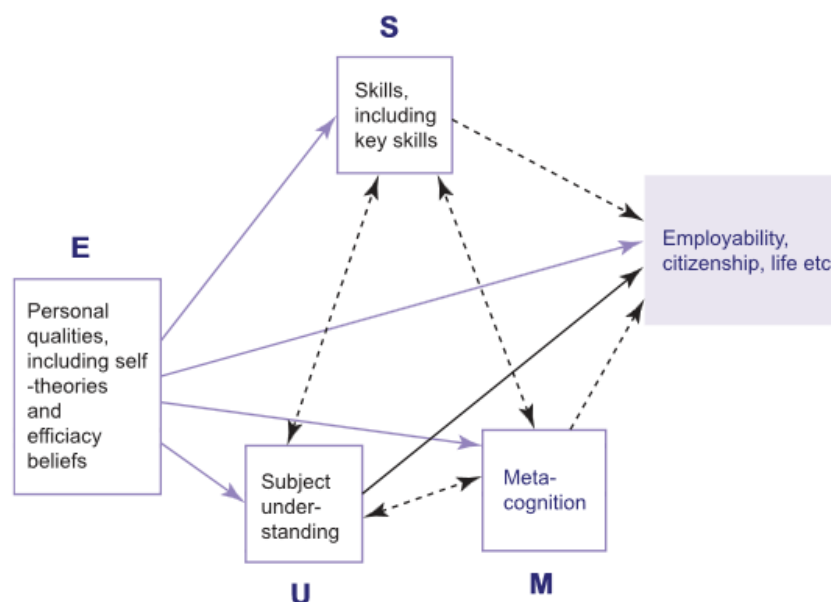 S
Skills,
including
key skills
E
Personal
qualities,
including self
-theories
and
efficiacy
beliefs
Employability,
citizenship, life etc
Subject
under-
standing
U
Meta-
cognition
M